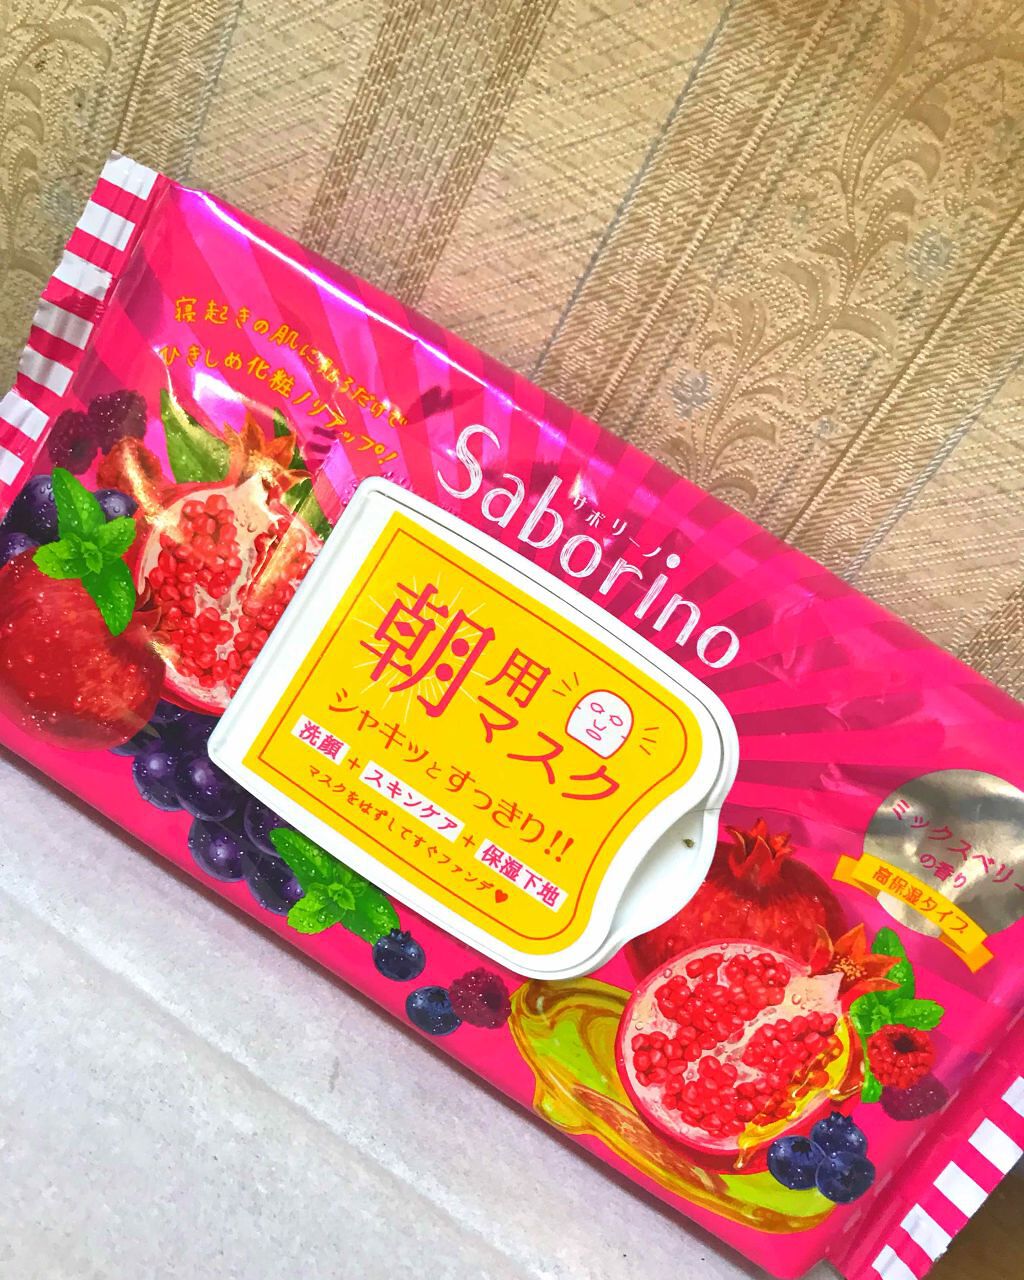 寝起きの肌に貼るだけで
ひきしめ化粧ノリアップ!
Saborino
サボリーノ
朝用マスク
シャキッとすっきり!!
洗顔+スキンケア+保湿下地
マスクをはずしてすぐファンデ♥
ミックスベリー
の香り
高保湿タイプ